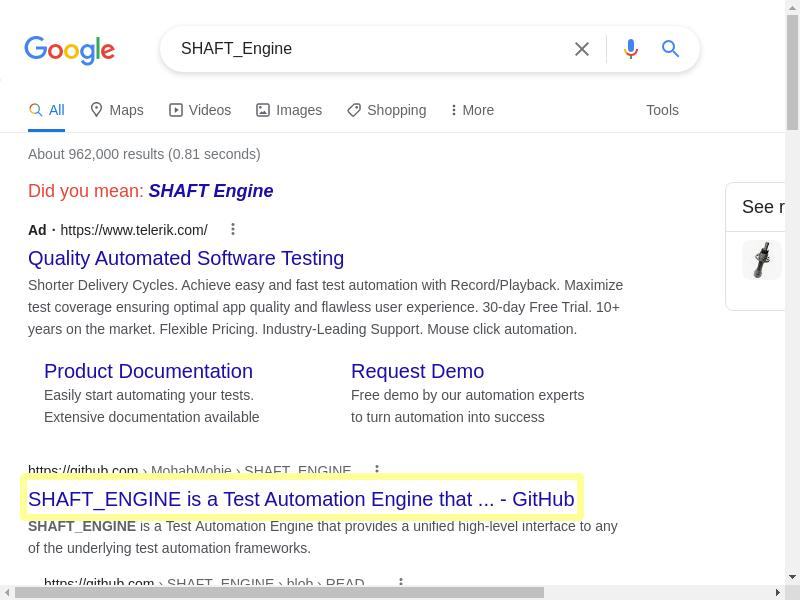 Google
SHAFT_Engine
All Maps Videos Images Shopping More Tools
About 962,000 results (0.81 seconds)
Did you mean: SHAFT Engine
Ad · https://www.telerik.com/
Quality Automated Software Testing
Shorter Delivery Cycles. Achieve easy and fast test automation with Record/Playback. Maximize
test coverage ensuring optimal app quality and flawless user experience. 30-day Free Trial. 10+
years on the market. Flexible Pricing. Industry-Leading Support. Mouse click automation.
Product Documentation
Easily start automating your tests.
Extensive documentation available
Request Demo
Free demo by our automation experts
to turn automation into success
https://github.com › MohabMohie › SHAFT_ENGINE
SHAFT_ENGINE is a Test Automation Engine that ... - GitHub
SHAFT_ENGINE is a Test Automation Engine that provides a unified high-level interface to any
of the underlying test automation frameworks.
https://github.com › SHAFT_ENGINE › blob › READ
See